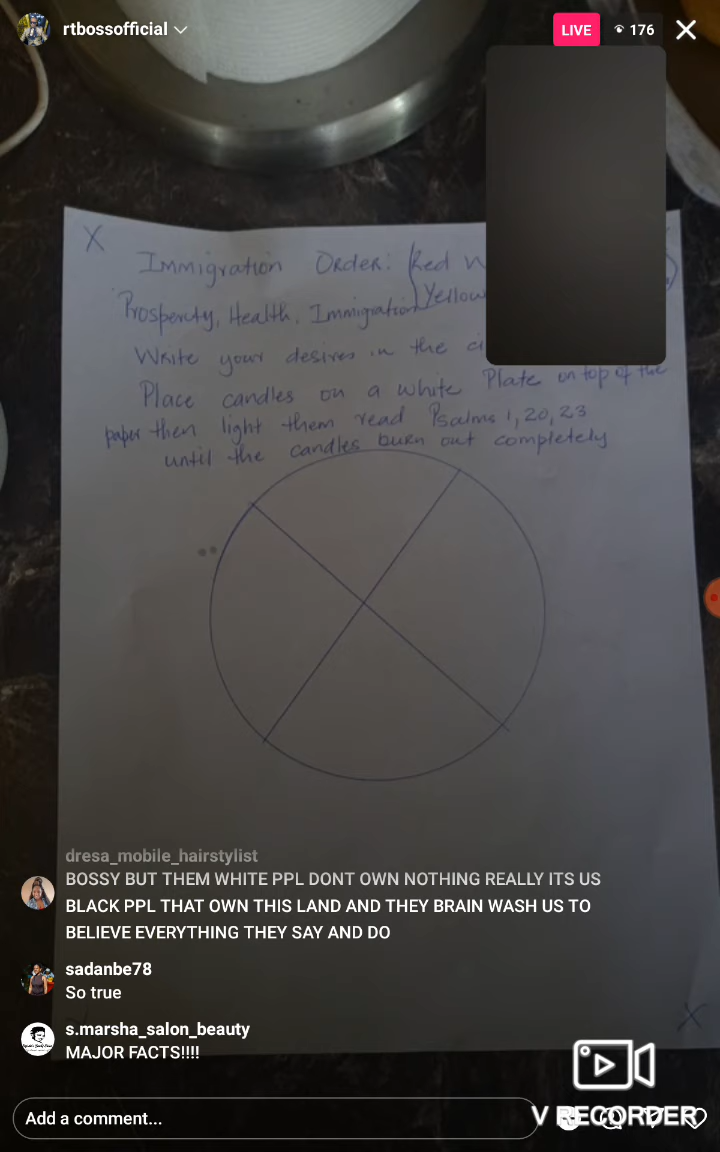 rtbossofficial
LIVE
176
X
Immigration Order: (Red W
Prosperity, Health, Immigration Yellow
Write your desires in the ci
Place candles on a white Plate on top of the
paper then light them read Psalms 1, 20, 23
until the candles burn out completely
X
dresa_mobile_hairstylist
BOSSY BUT THEM WHITE PPL DONT OWN NOTHING REALLY ITS US
BLACK PPL THAT OWN THIS LAND AND THEY BRAIN WASH US TO
BELIEVE EVERYTHING THEY SAY AND DO
sadanbe78
So true
s.marsha_salon_beauty
MAJOR FACTS!!!!
Add a comment...
V RECORDER